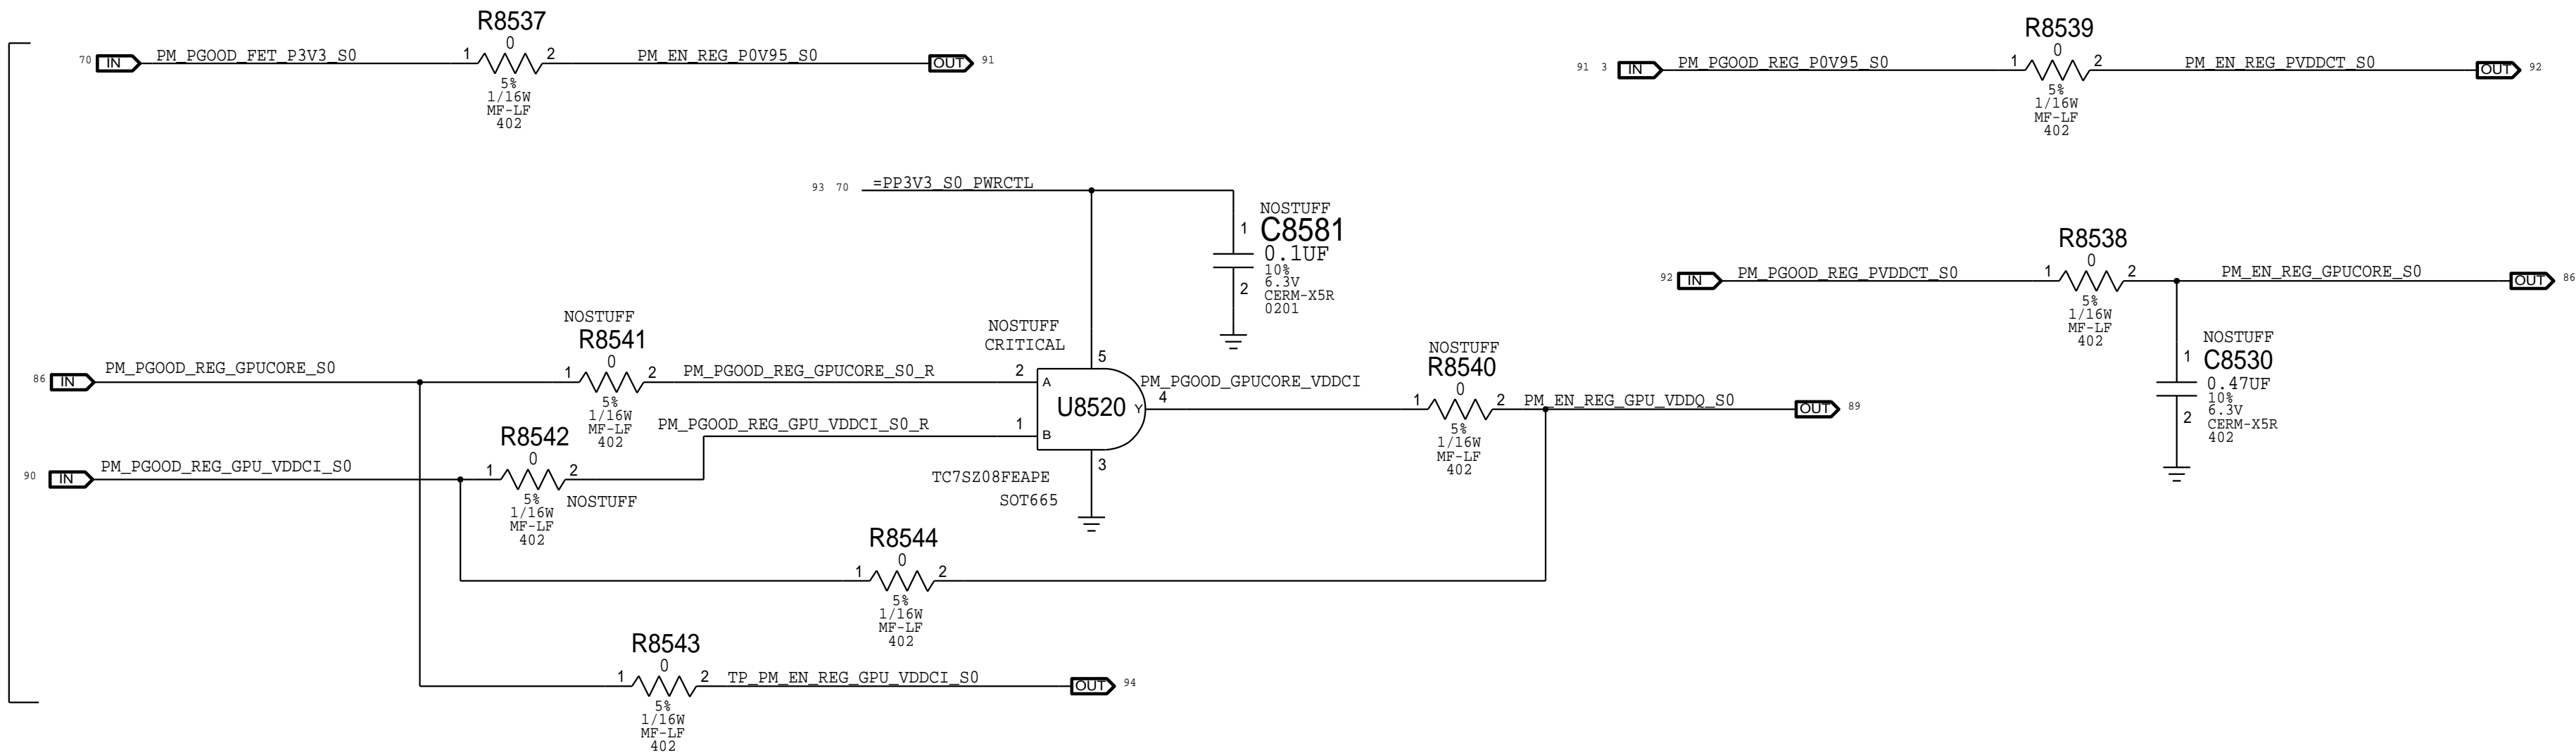 R8537
0
70 IN PM_PGOOD_FET_P3V3_S0 1 2 PM_EN_REG_P0V95_S0 OUT 91
5%
1/16W
MF-LF
402
R8539
0
91 3 IN PM_PGOOD_REG_P0V95_S0 1 2 PM_EN_REG_PVDDCT_S0 OUT 92
5%
1/16W
MF-LF
402
93 70 =PP3V3_S0_PWRCTL
NOSTUFF
1 C8581
0.1UF
10%
6.3V
2 CERM-X5R
0201
R8538
0
92 IN PM_PGOOD_REG_PVDDCT_S0 1 2 PM_EN_REG_GPUCORE_S0 OUT 86
5%
1/16W
MF-LF
402
NOSTUFF
1 C8530
0.47UF
10%
6.3V
2 CERM-X5R
402
NOSTUFF
R8541
0
86 IN PM_PGOOD_REG_GPUCORE_S0 1 2 PM_PGOOD_REG_GPUCORE_S0_R 2
5%
1/16W
MF-LF
402
NOSTUFF
CRITICAL
5
A
U8520 Y
B
3
TC7SZ08FEAPE
SOT665
PM_PGOOD_GPUCORE_VDDCI
4
NOSTUFF
R8540
0
1 2 PM_EN_REG_GPU_VDDQ_S0 OUT 89
5%
1/16W
MF-LF
402
R8542
0
PM_PGOOD_REG_GPU_VDDCI_S0_R 1
90 IN PM_PGOOD_REG_GPU_VDDCI_S0 1 2
5%
NOSTUFF
1/16W
MF-LF
402
R8544
0
1 2
5%
1/16W
MF-LF
402
R8543
0
1 2 TP_PM_EN_REG_GPU_VDDCI_S0 OUT 94
5%
1/16W
MF-LF
402